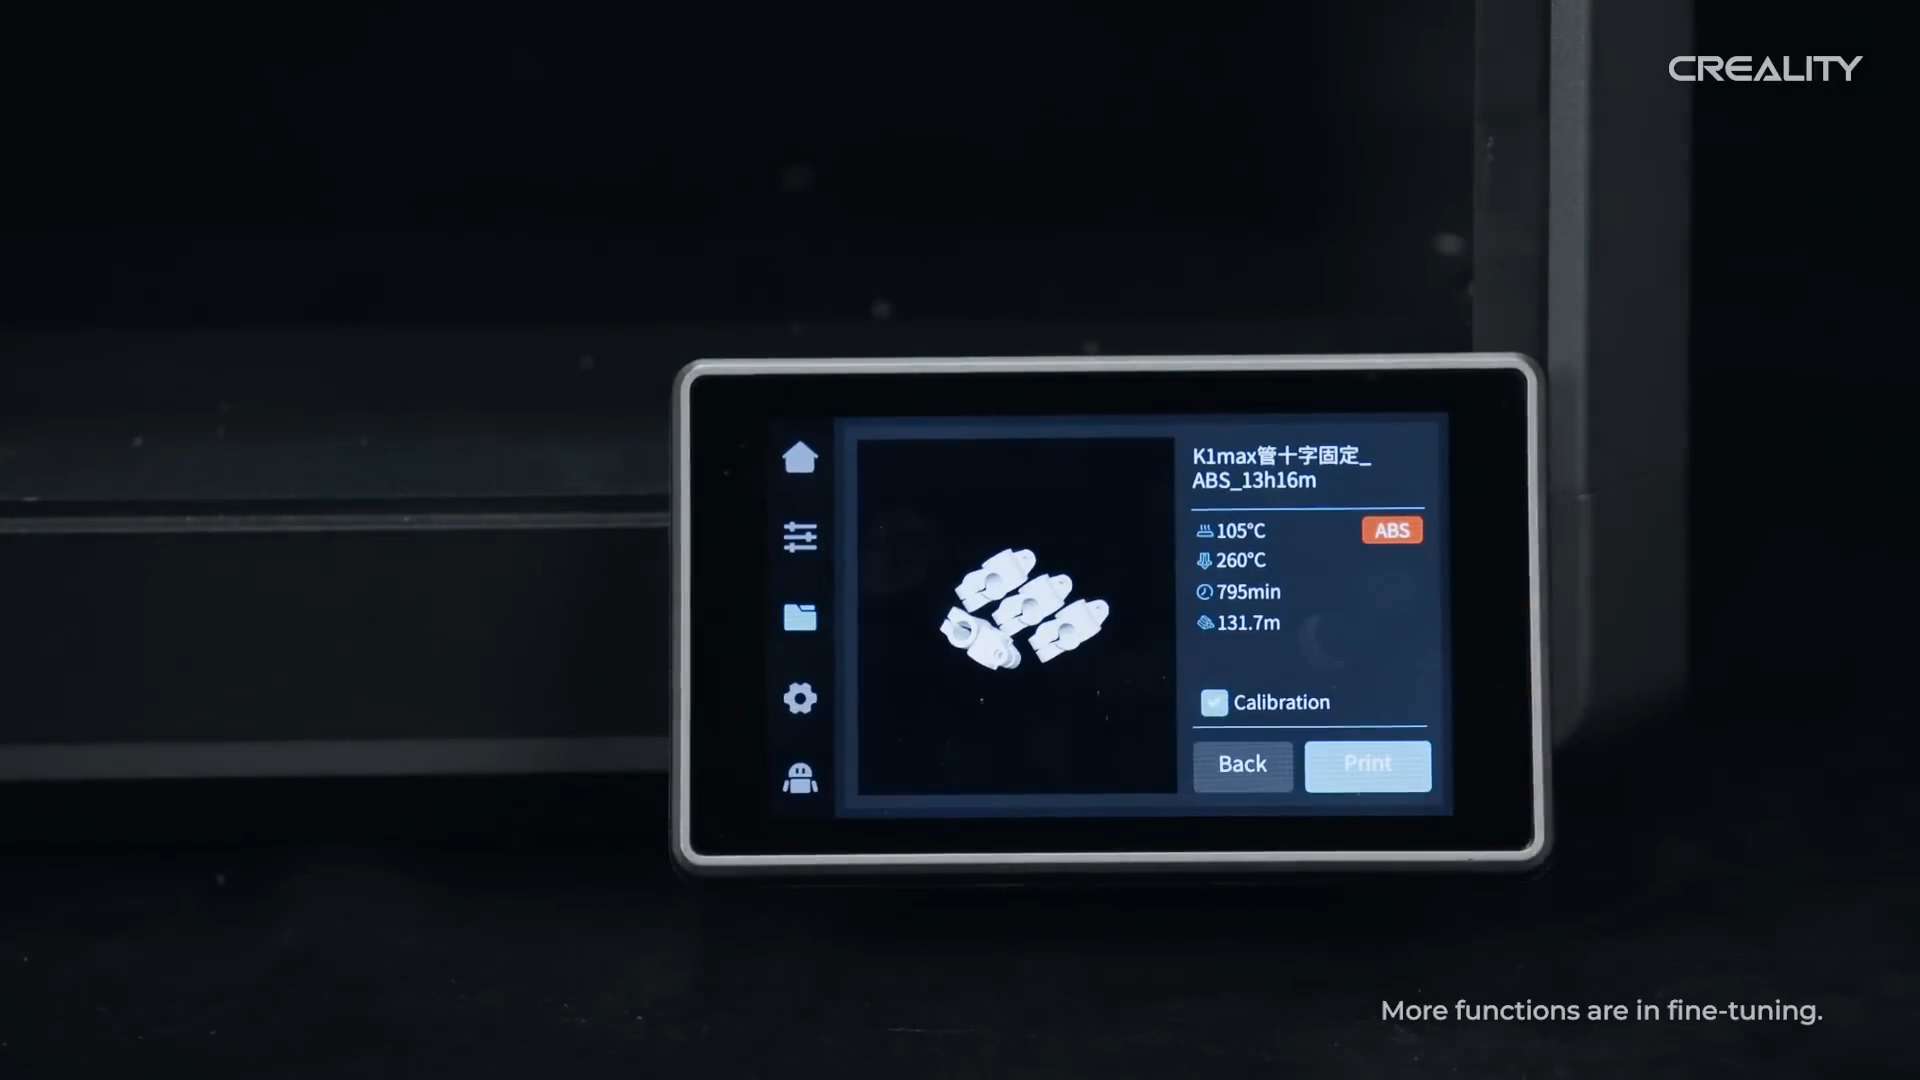 CREALITY
K1max管十字固定_
ABS_13h16m
105°C
ABS
260°C
795min
131.7m
Calibration
Back
Print
More functions are in fine-tuning.